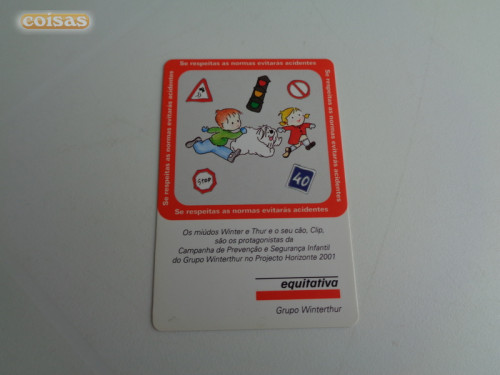 coisas
Se respeitas as normas evitarás acidentes
Se respeitas as normas evitarás acidentes
Se respeitas as normas evitarás acidentes
STOP
40
Se respeitas as normas evitarás acidentes
Os miúdos Winter e Thur e o seu cão, Clip,
são os protagonistas da
Campanha de Prevenção e Segurança Infantil
do Grupo Winterthur no Projecto Horizonte 2001
equitativa
Grupo Winterthur